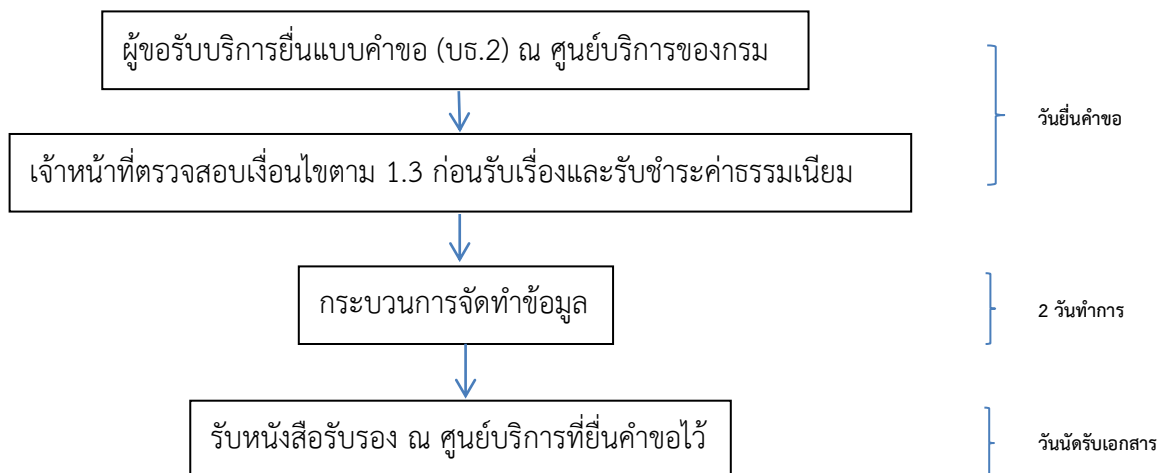 ผู้ขอรับบริการยื่นแบบคำขอ (บธ.2) ณ ศูนย์บริการของกรม
วันยื่นคำขอ
เจ้าหน้าที่ตรวจสอบเงื่อนไขตาม 1.3 ก่อนรับเรื่องและรับชำระค่าธรรมเนียม
กระบวนการจัดทำข้อมูล
2 วันทำการ
รับหนังสือรับรอง ณ ศูนย์บริการที่ยื่นคำขอไว้
วันนัดรับเอกสาร